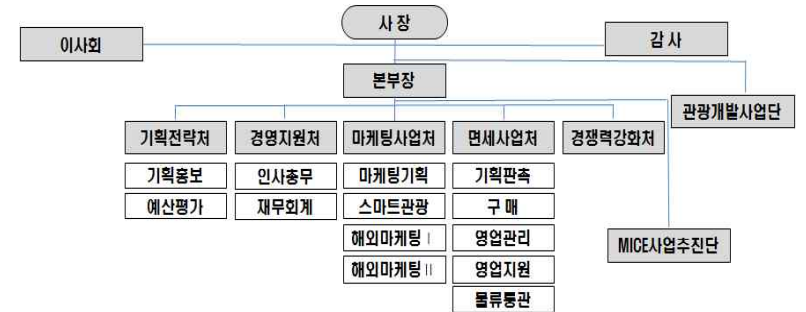 사 장
이사회
감 사
본부장
관광개발사업단
기획전략처 경영지원처 마케팅사업처 면세사업처 경쟁력강화처
기획홍보 인사총무 마케팅기획 기획판촉
예산평가 재무회계 스마트관광 구 매
해외마케팅Ⅰ 영업관리
MICE사업추진단
해외마케팅Ⅱ 영업지원
물류통관